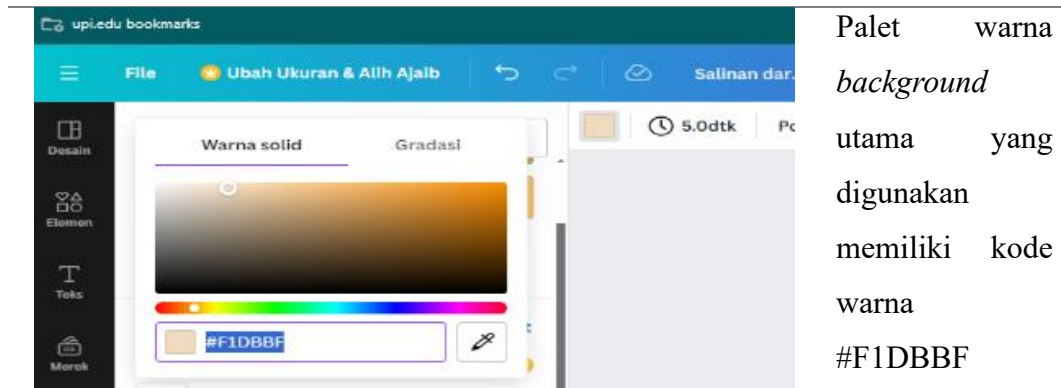 upi.edu bookmarks
File
Ubah Ukuran & Alih Ajaib
Salinan dar.
Desain
Elemen
Teks
Merek
Warna solid
Gradasi
#F1DBBF
5.0dtk
Po
Palet warna
background
utama yang
digunakan
memiliki kode
warna
#F1DBBF